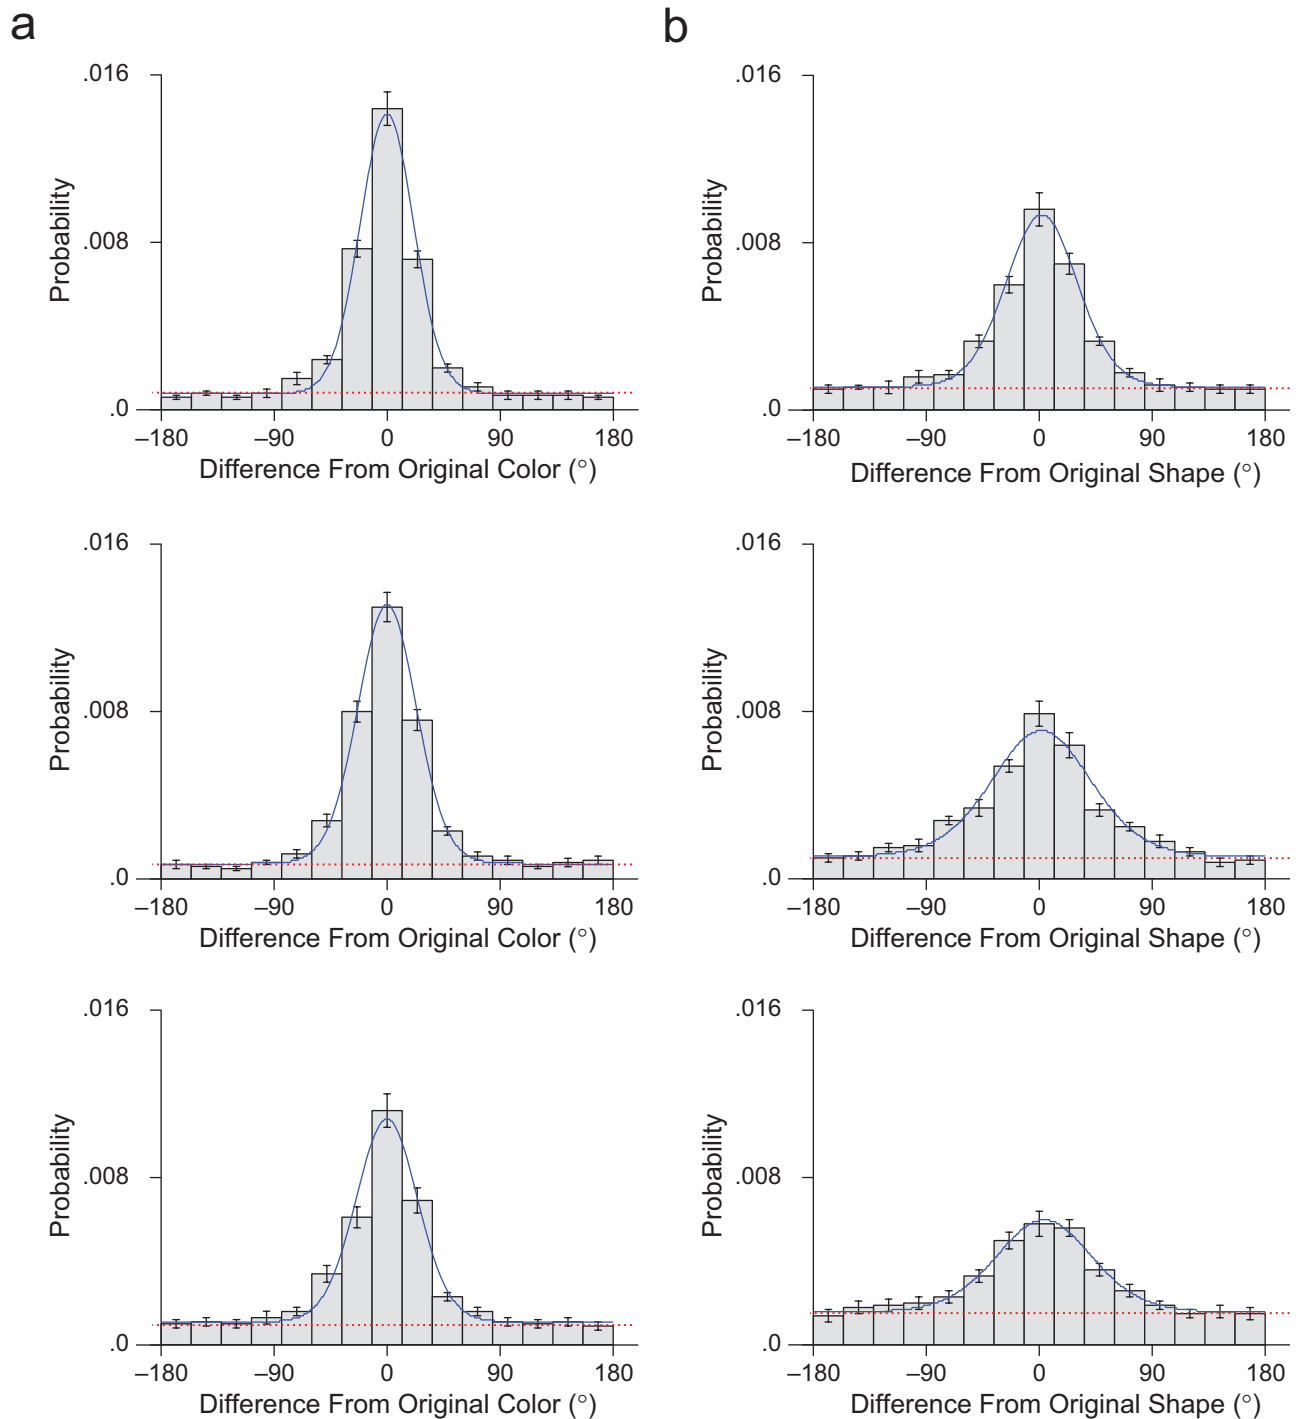 a
b
.016
.008
.0
Probability
–180 –90 0 90 180
Difference From Original Color (°)
.016
.008
.0
Probability
–180 –90 0 90 180
Difference From Original Shape (°)
.016
.008
.0
Probability
–180 –90 0 90 180
Difference From Original Color (°)
.016
.008
.0
Probability
–180 –90 0 90 180
Difference From Original Shape (°)
.016
.008
.0
Probability
–180 –90 0 90 180
Difference From Original Color (°)
.016
.008
.0
Probability
–180 –90 0 90 180
Difference From Original Shape (°)